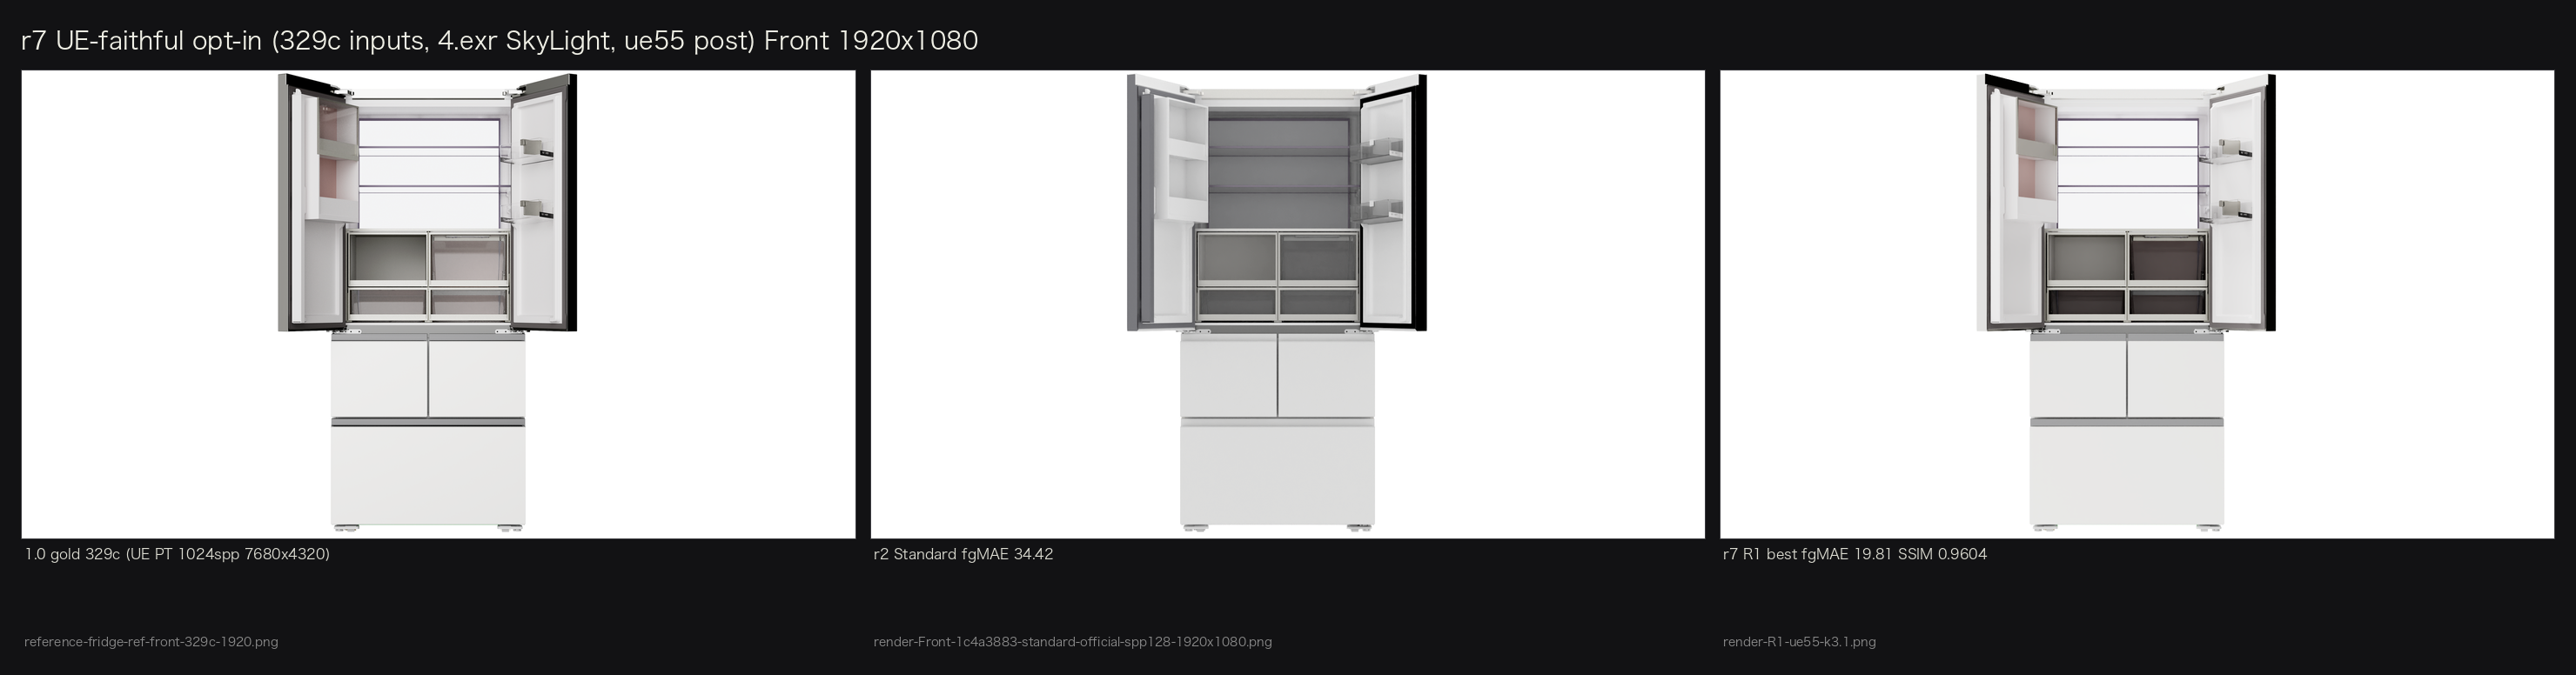 r7 UE-faithful opt-in (329c inputs, 4.exr SkyLight, ue55 post) Front 1920x1080
1.0 gold 329c (UE PT 1024spp 7680x4320)
r2 Standard fgMAE 34.42
r7 R1 best fgMAE 19.81 SSIM 0.9604
reference-fridge-ref-front-329c-1920.png
render-Front-1c4a3883-standard-official-spp128-1920x1080.png
render-R1-ue55-k3.1.png